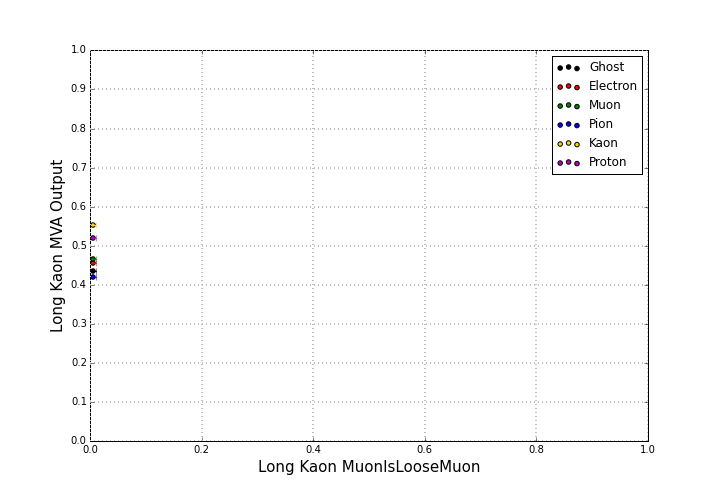 1.0
0.9
0.8
0.7
0.6
0.5
0.4
0.3
0.2
0.1
0.0
Long Kaon MVA Output
Ghost
Electron
Muon
Pion
Kaon
Proton
0.0 0.2 0.4 0.6 0.8 1.0
Long Kaon MuonIsLooseMuon